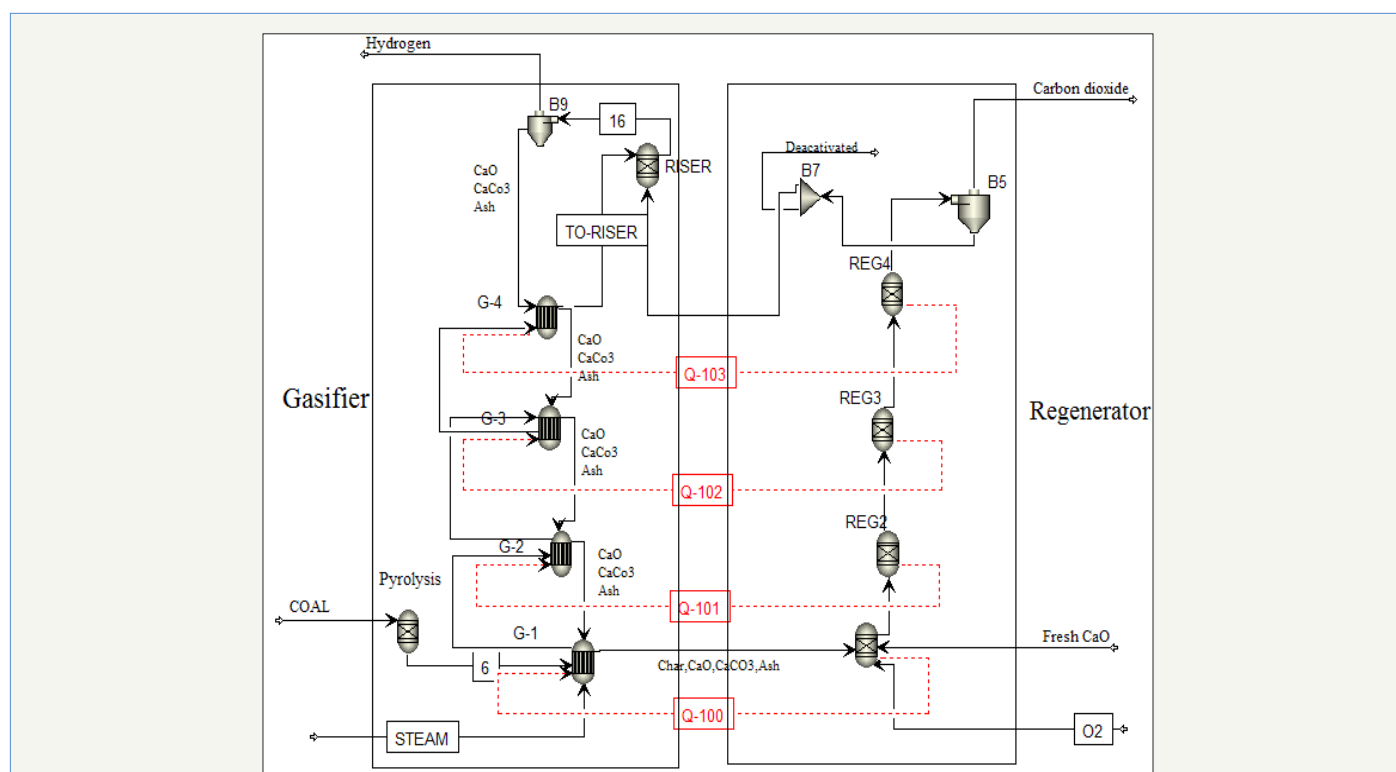 Hydrogen
Carbon dioxide
B9
16
RISER
Deacativated
B7
B5
CaO
CaCo3
Ash
TO-RISER
REG4
G-4
CaO
CaCo3
Ash
Q-103
Gasifier
REG3
Regenerator
G-3
CaO
CaCo3
Ash
Q-102
REG2
G-2
CaO
CaCo3
Ash
Pyrolysis
Q-101
COAL
G-1
Fresh CaO
6
Char,CaO,CaCO3,Ash
Q-100
STEAM
O2